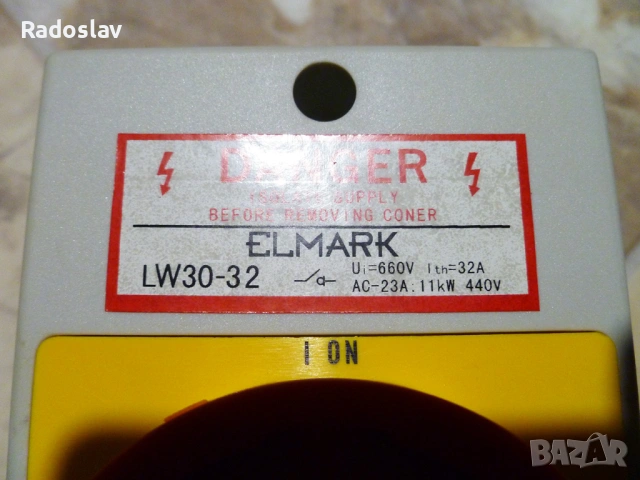 Radoslav
DANGER
ISOLATE SUPPLY
BEFORE REMOVING CONER
ELMARK
LW30-32
Ui=660V Ith=32A
AC-23A.11kW 440V
I ON
BAZAR